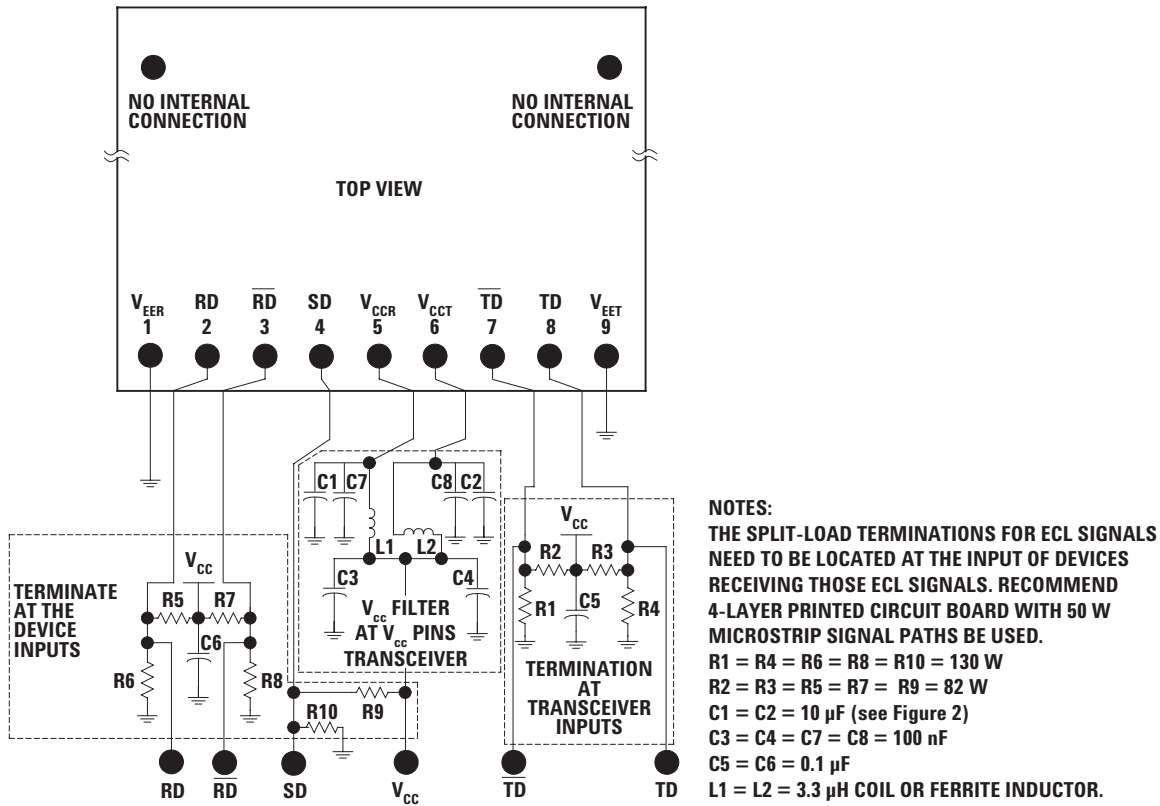 NO INTERNAL
CONNECTION
NO INTERNAL
CONNECTION
TOP VIEW
VEER
1
RD
2
R̅D̅
3
SD
4
VCCR
5
VCCT
6
T̅D̅
7
TD
8
VEET
9
C1 C7
C8 C2
L1 L2
C3
C4
VCC FILTER
AT VCC PINS
TRANSCEIVER
TERMINATE
AT THE
DEVICE
INPUTS
VCC
R5 R7
C6
R6
R8
R9
R10
VCC
R2 R3
R1
C5
R4
TERMINATION
AT
TRANSCEIVER
INPUTS
RD
R̅D̅
SD
VCC
T̅D̅
TD
NOTES:
THE SPLIT-LOAD TERMINATIONS FOR ECL SIGNALS
NEED TO BE LOCATED AT THE INPUT OF DEVICES
RECEIVING THOSE ECL SIGNALS. RECOMMEND
4-LAYER PRINTED CIRCUIT BOARD WITH 50 W
MICROSTRIP SIGNAL PATHS BE USED.
R1 = R4 = R6 = R8 = R10 = 130 W
R2 = R3 = R5 = R7 = R9 = 82 W
C1 = C2 = 10 µF (see Figure 2)
C3 = C4 = C7 = C8 = 100 nF
C5 = C6 = 0.1 µF
L1 = L2 = 3.3 µH COIL OR FERRITE INDUCTOR.